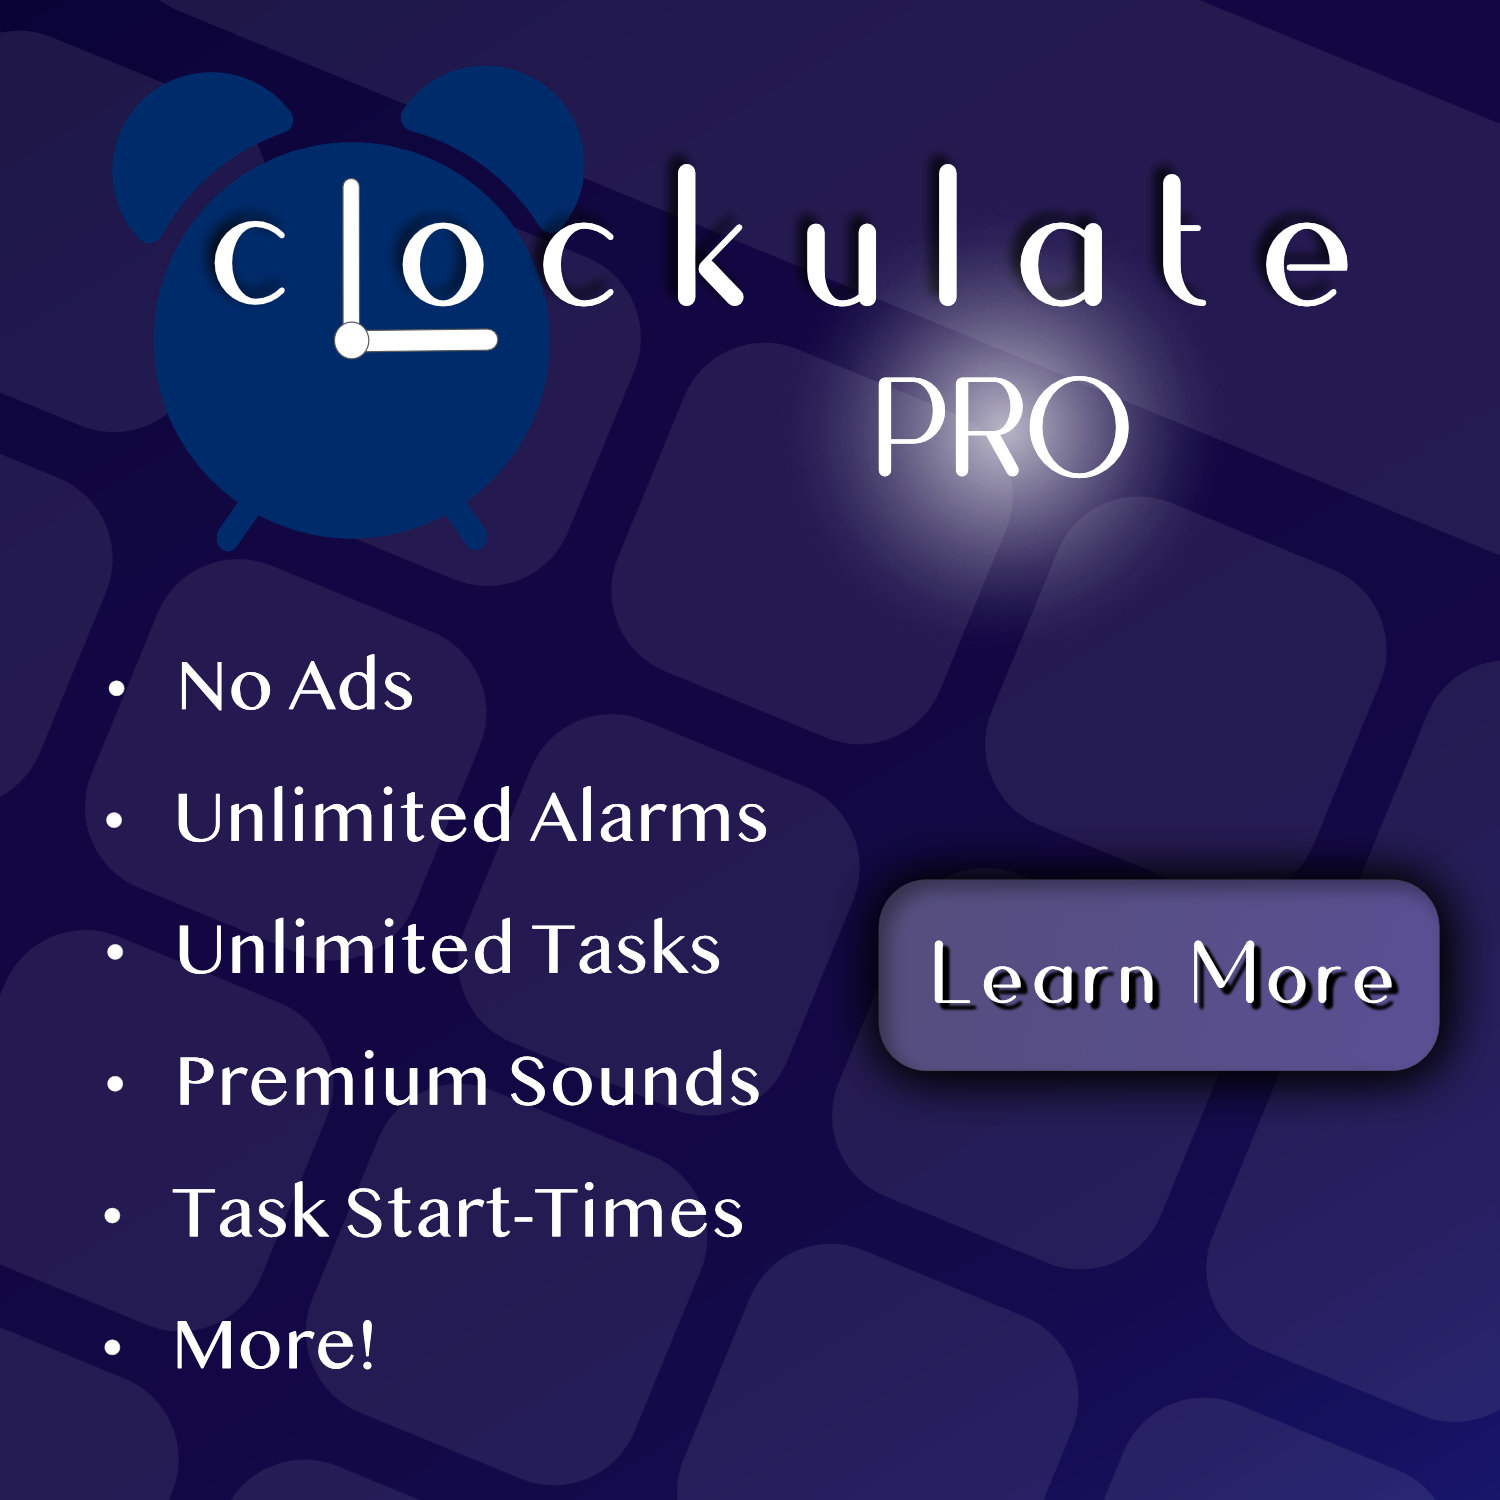 clockulate
PRO
• No Ads
• Unlimited Alarms
• Unlimited Tasks
• Premium Sounds
• Task Start-Times
• More!
Learn More